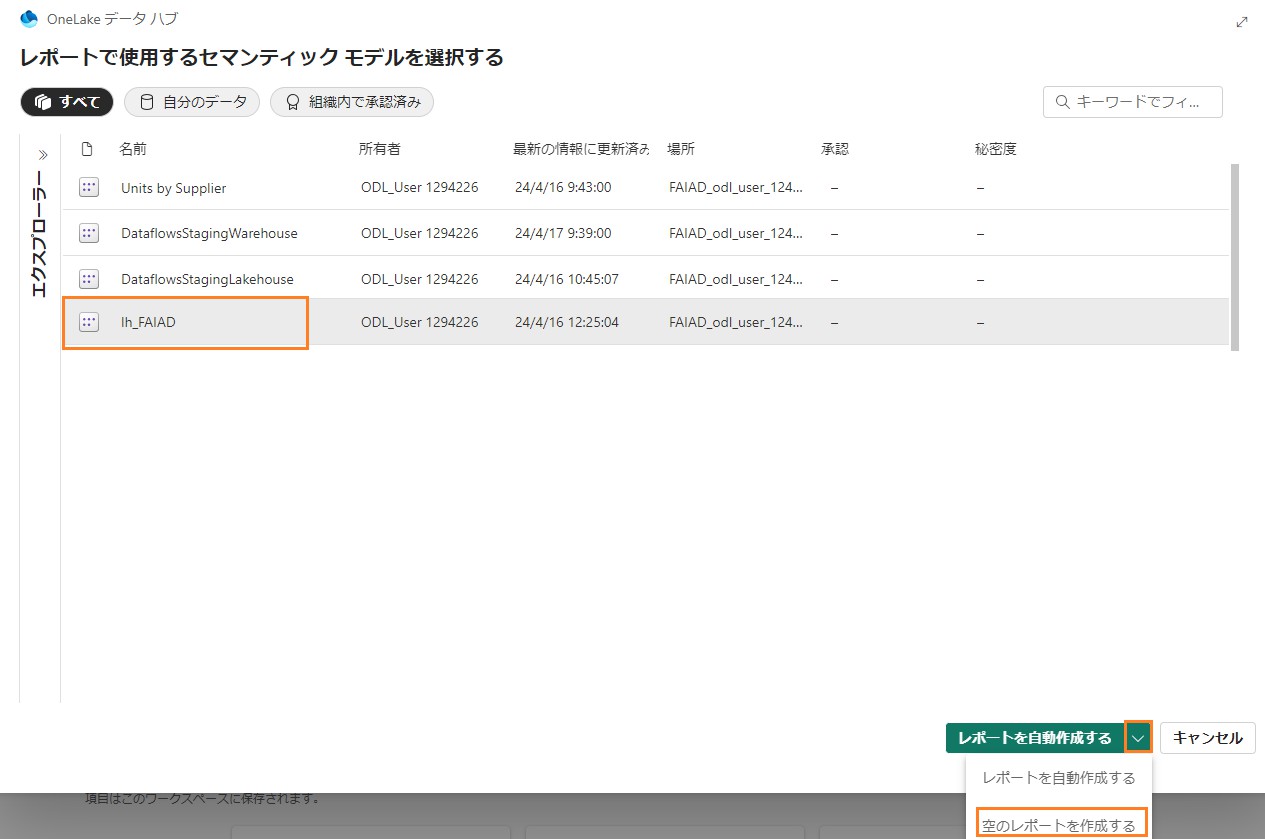 OneLake データ ハブ
レポートで使用するセマンティック モデルを選択する
すべて 自分のデータ 組織内で承認済み キーワードでフィ...
エクスプローラー
名前 所有者 最新の情報に更新済み 場所 承認 秘密度
Units by Supplier ODL_User 1294226 24/4/16 9:43:00 FAIAD_odl_user_124... – –
DataflowsStagingWarehouse ODL_User 1294226 24/4/17 9:39:00 FAIAD_odl_user_124... – –
DataflowsStagingLakehouse ODL_User 1294226 24/4/16 10:45:07 FAIAD_odl_user_124... – –
lh_FAIAD ODL_User 1294226 24/4/16 12:25:04 FAIAD_odl_user_124... – –
レポートを自動作成する キャンセル
レポートを自動作成する
項目はこのワークスペースに保存されます。
空のレポートを作成する